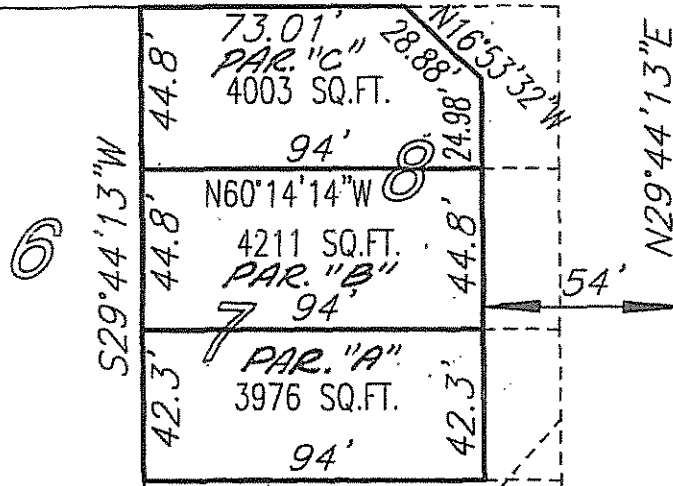 73.01'
N16°53'32"W
28.88'
PAR. "C"
4003 SQ.FT.
44.8'
24.98'
94'
8
N60°14'14"W
4211 SQ.FT.
44.8'
44.8'
PAR. "B"
94'
7
PAR. "A"
3976 SQ.FT.
42.3'
42.3'
94'
6
S29°44'13"W
54'
N29°44'13"E